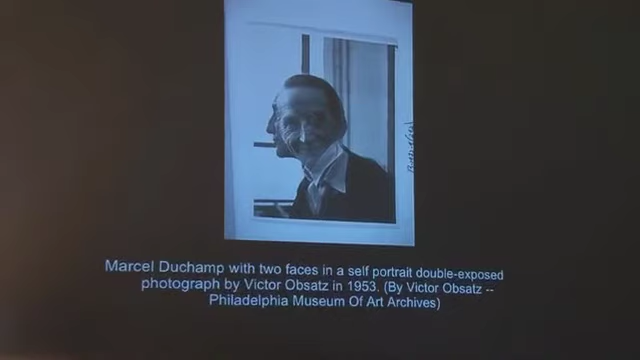 Marcel Duchamp with two faces in a self portrait double-exposed
photograph by Victor Obsatz in 1953. (By Victor Obsatz --
Philadelphia Museum Of Art Archives)